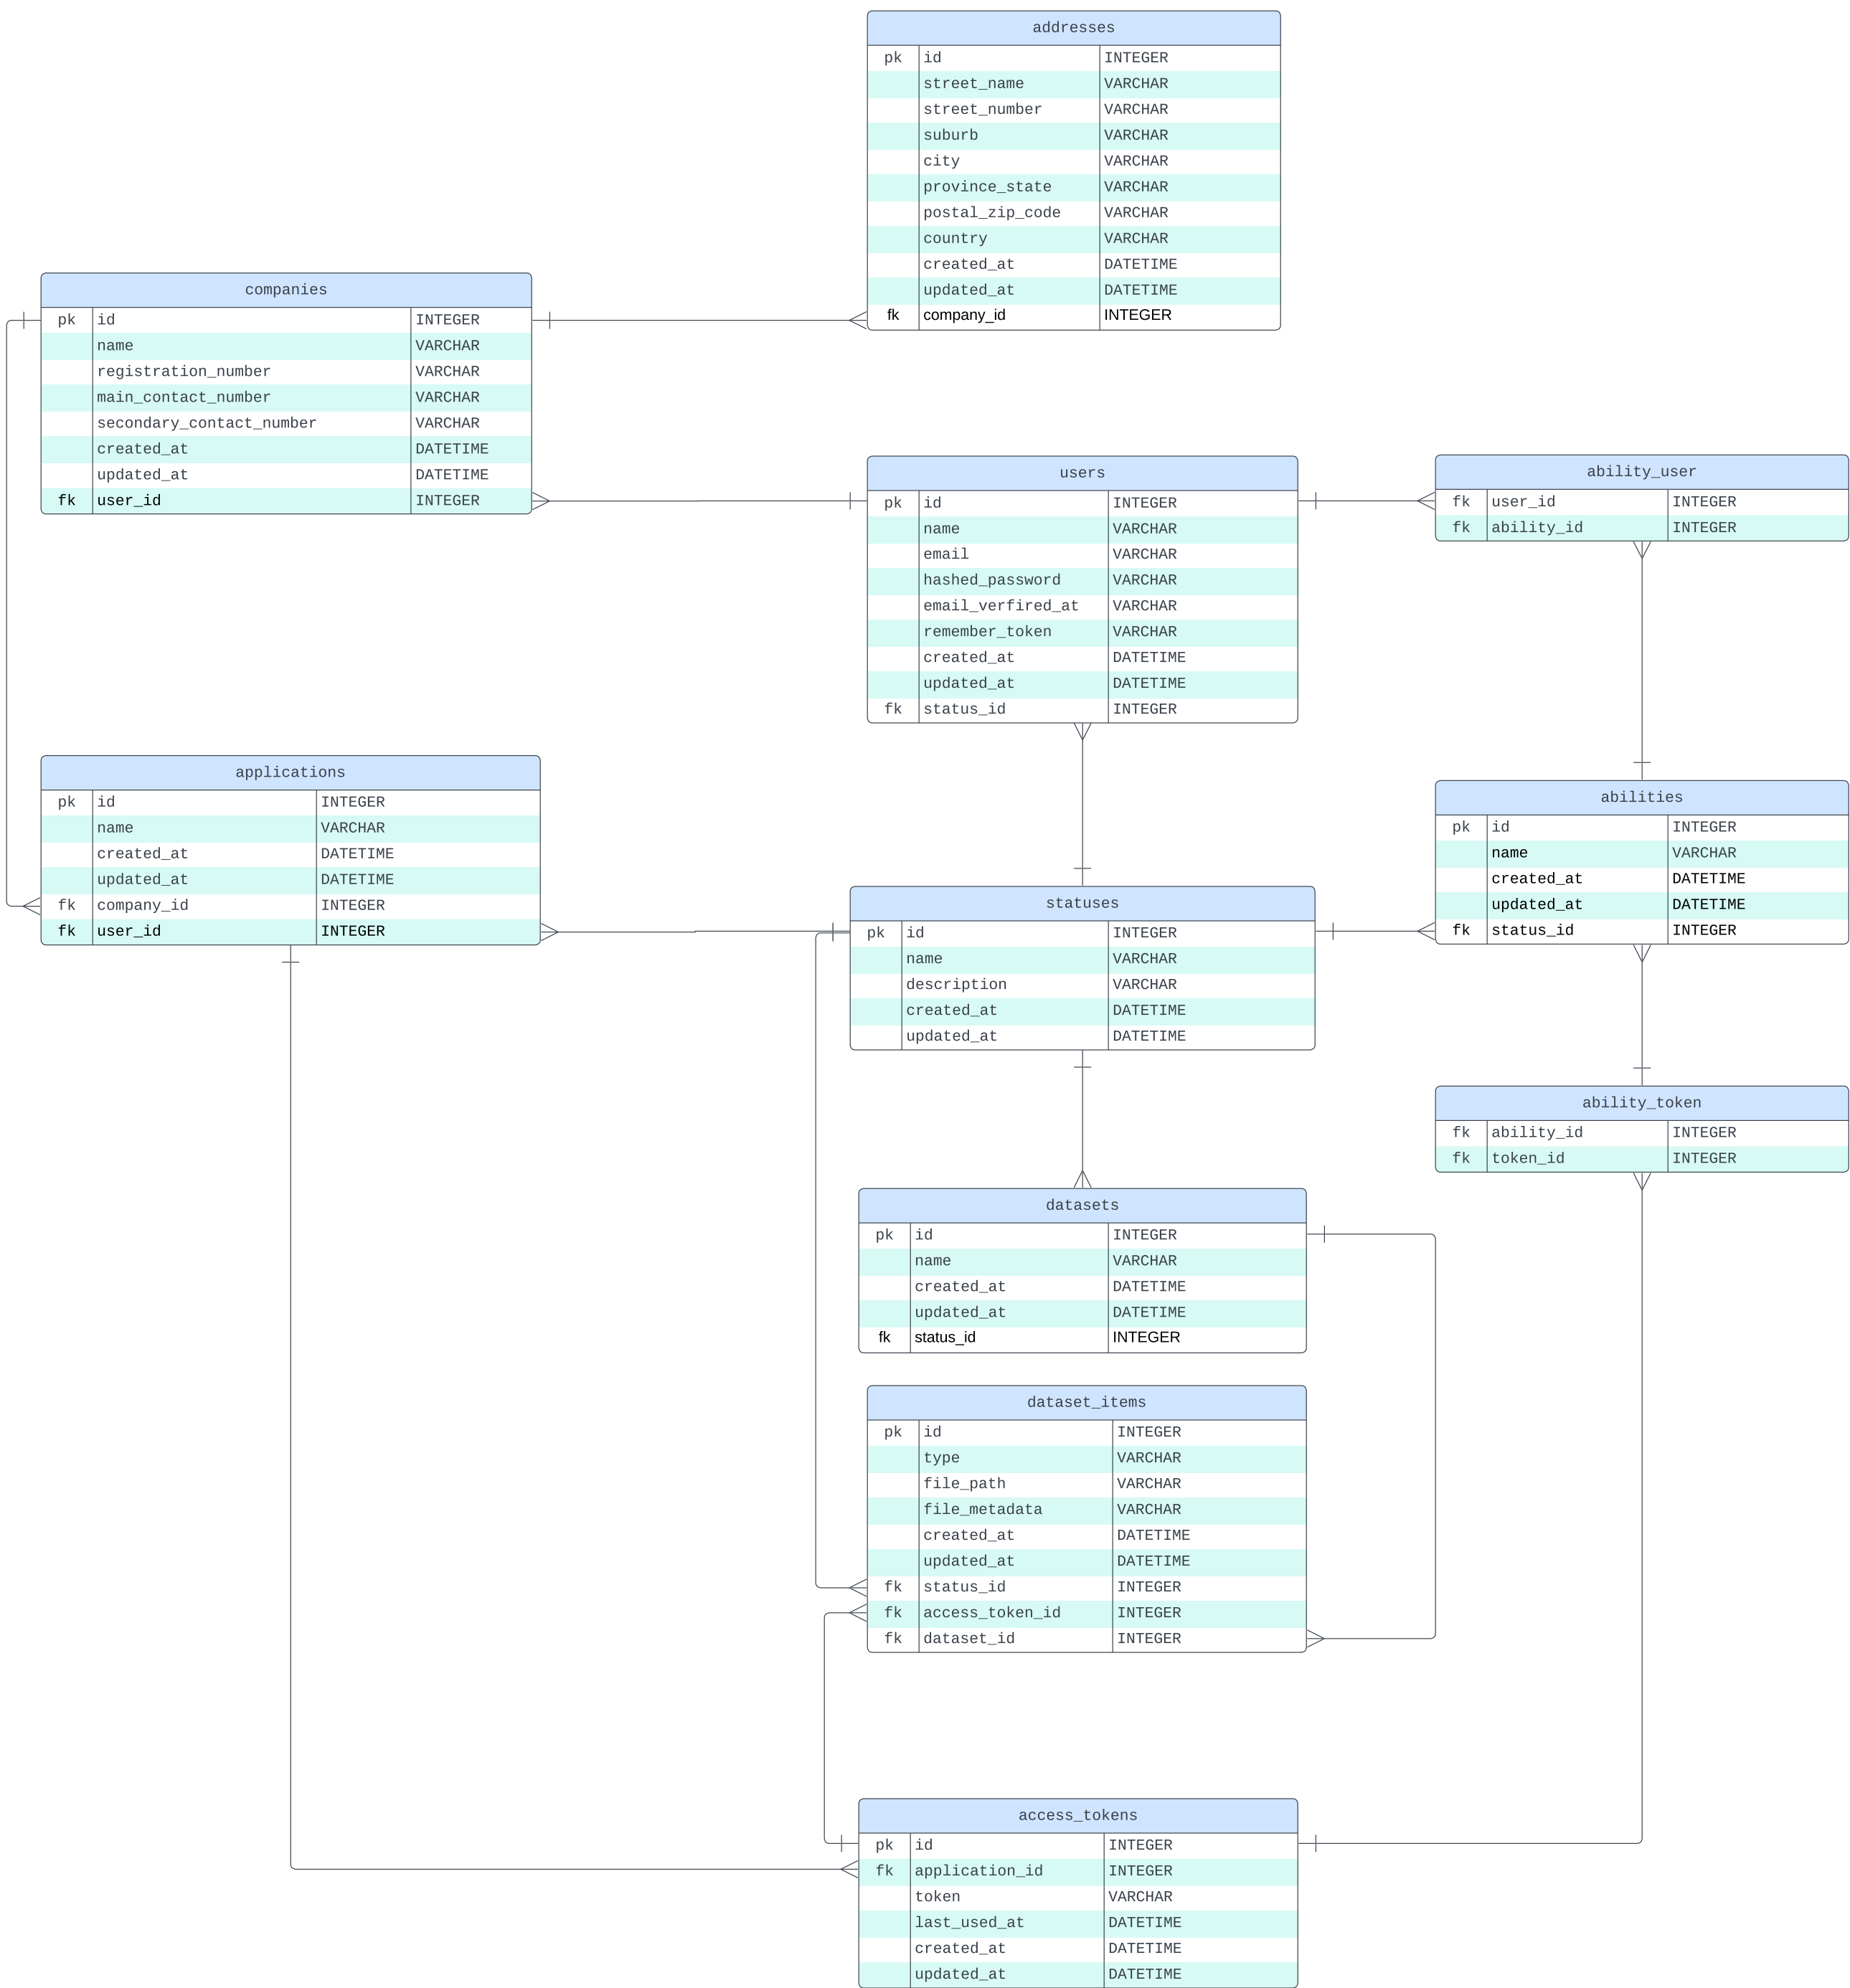 addresses
pk id INTEGER
street_name VARCHAR
street_number VARCHAR
suburb VARCHAR
city VARCHAR
province_state VARCHAR
postal_zip_code VARCHAR
country VARCHAR
created_at DATETIME
updated_at DATETIME
fk company_id INTEGER
companies
pk id INTEGER
name VARCHAR
registration_number VARCHAR
main_contact_number VARCHAR
secondary_contact_number VARCHAR
created_at DATETIME
updated_at DATETIME
fk user_id INTEGER
users
pk id INTEGER
name VARCHAR
email VARCHAR
hashed_password VARCHAR
email_verfired_at VARCHAR
remember_token VARCHAR
created_at DATETIME
updated_at DATETIME
fk status_id INTEGER
ability_user
fk user_id INTEGER
fk ability_id INTEGER
applications
pk id INTEGER
name VARCHAR
created_at DATETIME
updated_at DATETIME
fk company_id INTEGER
fk user_id INTEGER
statuses
pk id INTEGER
name VARCHAR
description VARCHAR
created_at DATETIME
updated_at DATETIME
abilities
pk id INTEGER
name VARCHAR
created_at DATETIME
updated_at DATETIME
fk status_id INTEGER
ability_token
fk ability_id INTEGER
fk token_id INTEGER
datasets
pk id INTEGER
name VARCHAR
created_at DATETIME
updated_at DATETIME
fk status_id INTEGER
dataset_items
pk id INTEGER
type VARCHAR
file_path VARCHAR
file_metadata VARCHAR
created_at DATETIME
updated_at DATETIME
fk status_id INTEGER
fk access_token_id INTEGER
fk dataset_id INTEGER
access_tokens
pk id INTEGER
fk application_id INTEGER
token VARCHAR
last_used_at DATETIME
created_at DATETIME
updated_at DATETIME